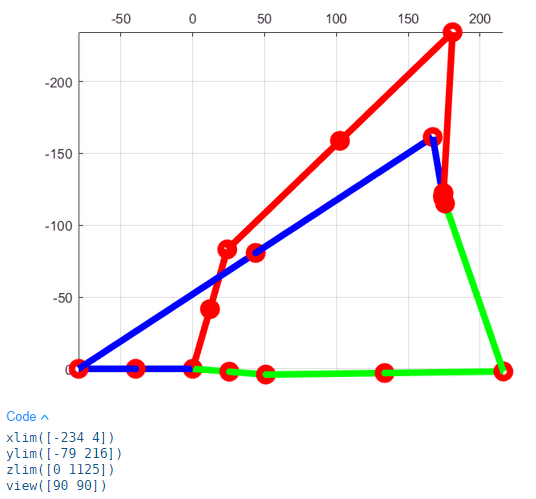 -50 0 50 100 150 200
-200
-150
-100
-50
0
Code
xlim([-234 4])
ylim([-79 216])
zlim([0 1125])
view([90 90])